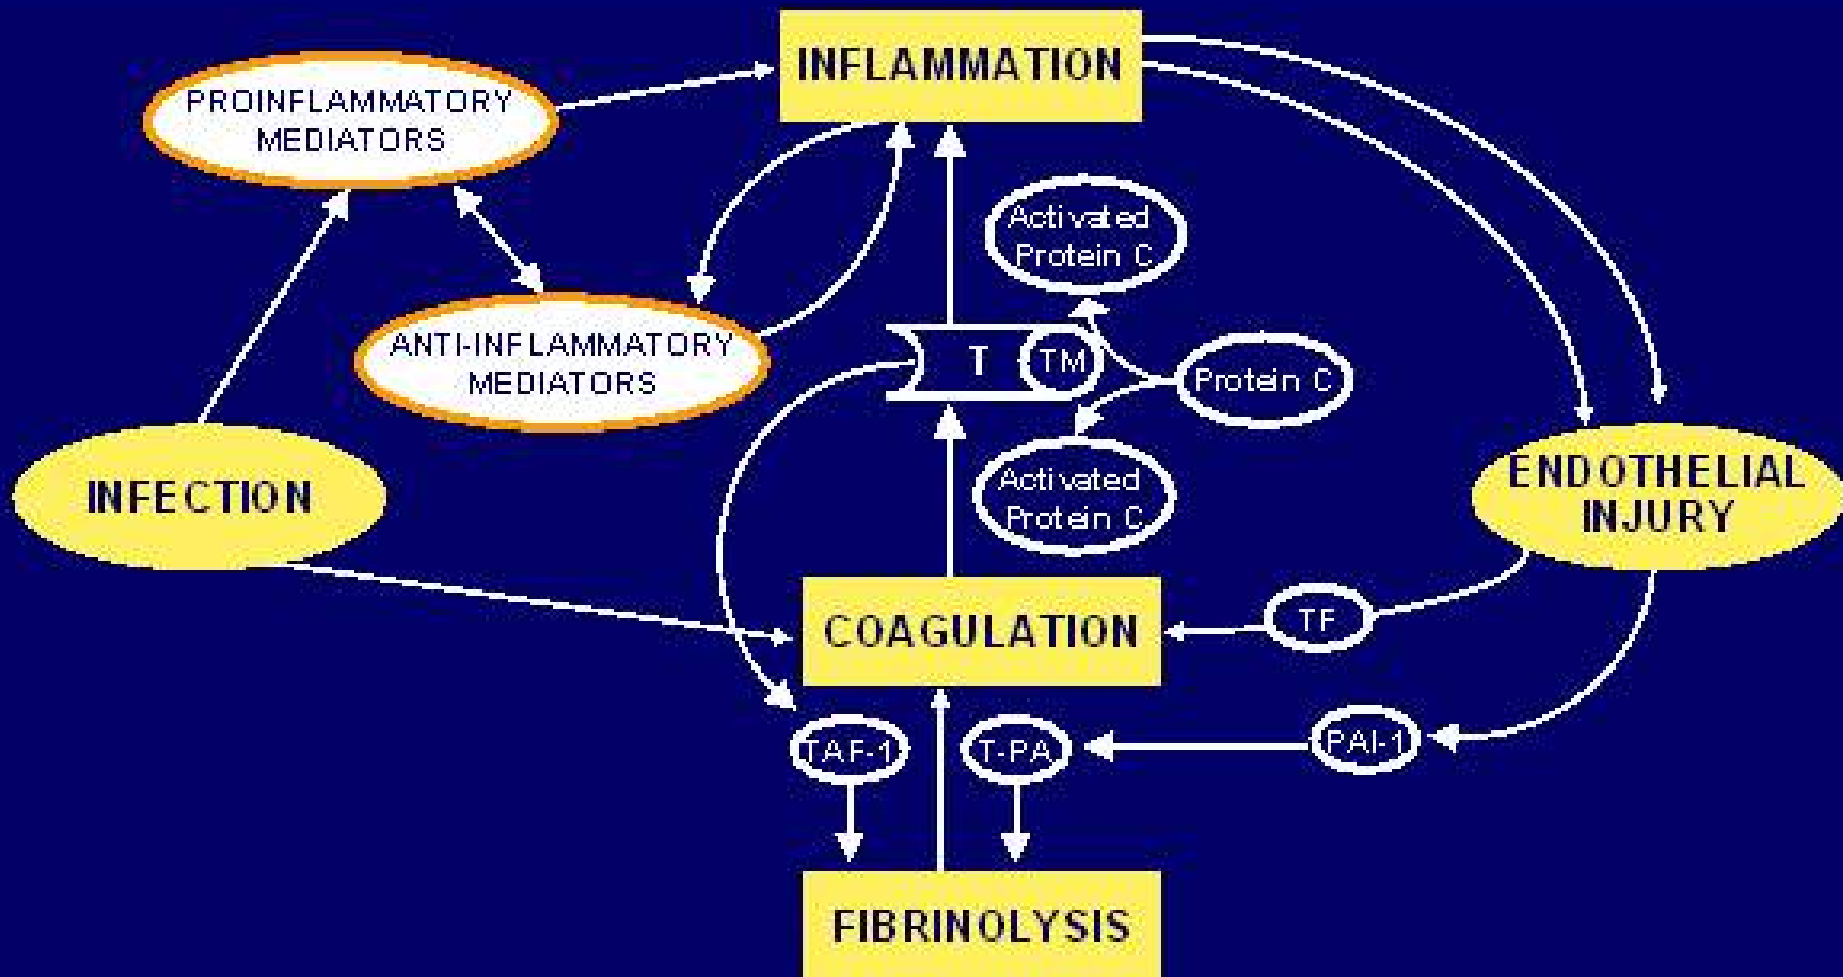 INFLAMMATION
PROINFLAMMATORY
MEDIATORS
Activated
Protein C
ANTI-INFLAMMATORY
MEDIATORS
T
TM
Protein C
INFECTION
Activated
Protein C
ENDOTHELIAL
INJURY
COAGULATION
TF
TAF-1
T-PA
PAI-1
FIBRINOLYSIS